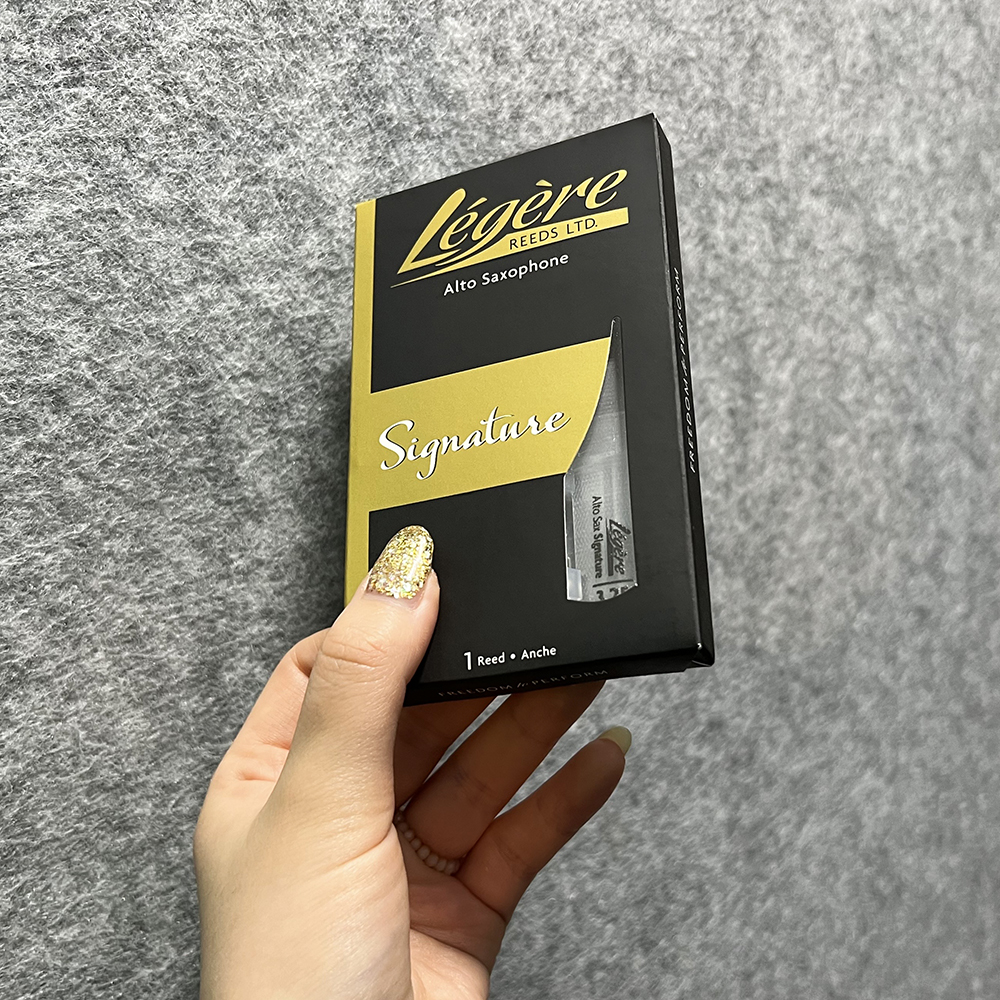 Légère
REEDS LTD.
Alto Saxophone
Signature
Légère
Alto Sax Signature
1 Reed • Anche
FREEDOM to PERFORM
FREEDOM to PERFORM